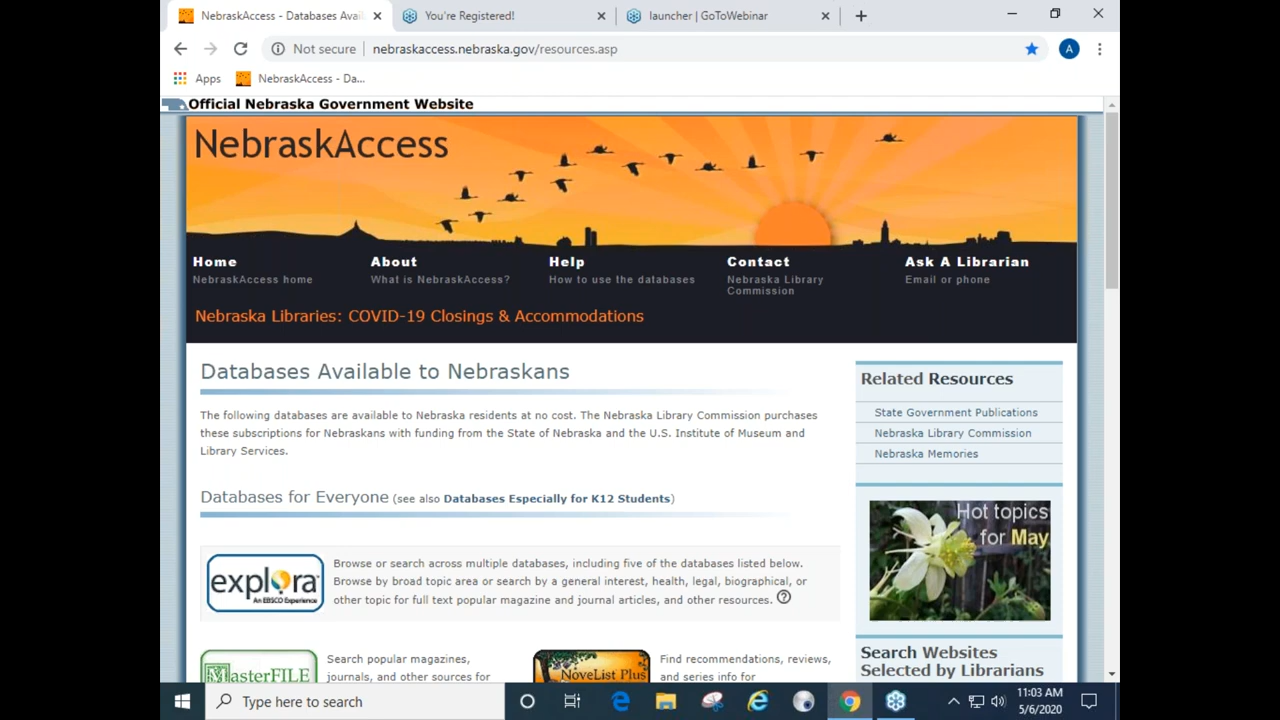 NebraskAccess - Databases Avail
You're Registered!
launcher | GoToWebinar
Not secure
nebraskaccess.nebraska.gov/resources.asp
A
Apps
NebraskAccess - Da...
Official Nebraska Government Website
NebraskAccess
Home
NebraskAccess home
About
What is NebraskAccess?
Help
How to use the databases
Contact
Nebraska Library
Commission
Ask A Librarian
Email or phone
Nebraska Libraries: COVID-19 Closings & Accommodations
Databases Available to Nebraskans
The following databases are available to Nebraska residents at no cost. The Nebraska Library Commission purchases
these subscriptions for Nebraskans with funding from the State of Nebraska and the U.S. Institute of Museum and
Library Services.
Databases for Everyone (see also Databases Especially for K12 Students)
explora
An EBSCO Experience
Browse or search across multiple databases, including five of the databases listed below.
Browse by broad topic area or search by a general interest, health, legal, biographical, or
other topic for full text popular magazine and journal articles, and other resources.
MasterFILE
Search popular magazines,
journals, and other sources for
NoveList Plus
Find recommendations, reviews,
and series info for
Related Resources
State Government Publications
Nebraska Library Commission
Nebraska Memories
Hot topics
for May
Search Websites
Selected by Librarians
Type here to search
11:03 AM
5/6/2020